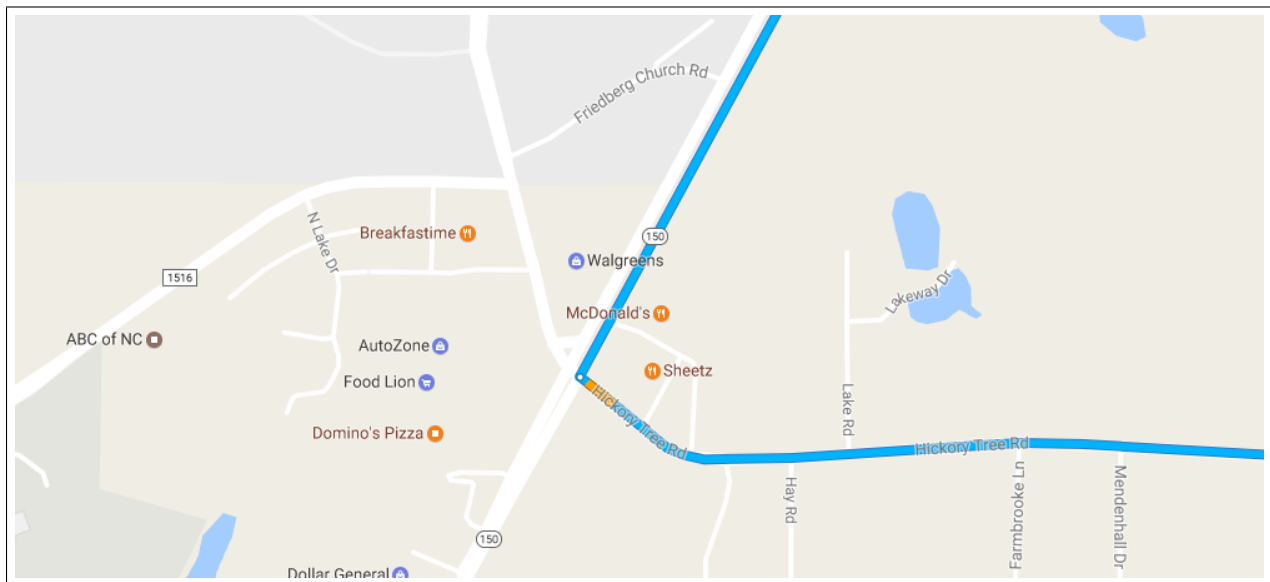 Friedberg Church Rd
N Lake Dr
Breakfastime
150
Walgreens
1516
Lakeway Dr
McDonald's
ABC of NC
AutoZone
Sheetz
Food Lion
Hickory Tree Rd
Lake Rd
Domino's Pizza
Hickory Tree Rd
Hay Rd
Farmbrooke Ln
Mendenhall Dr
150
Dollar General